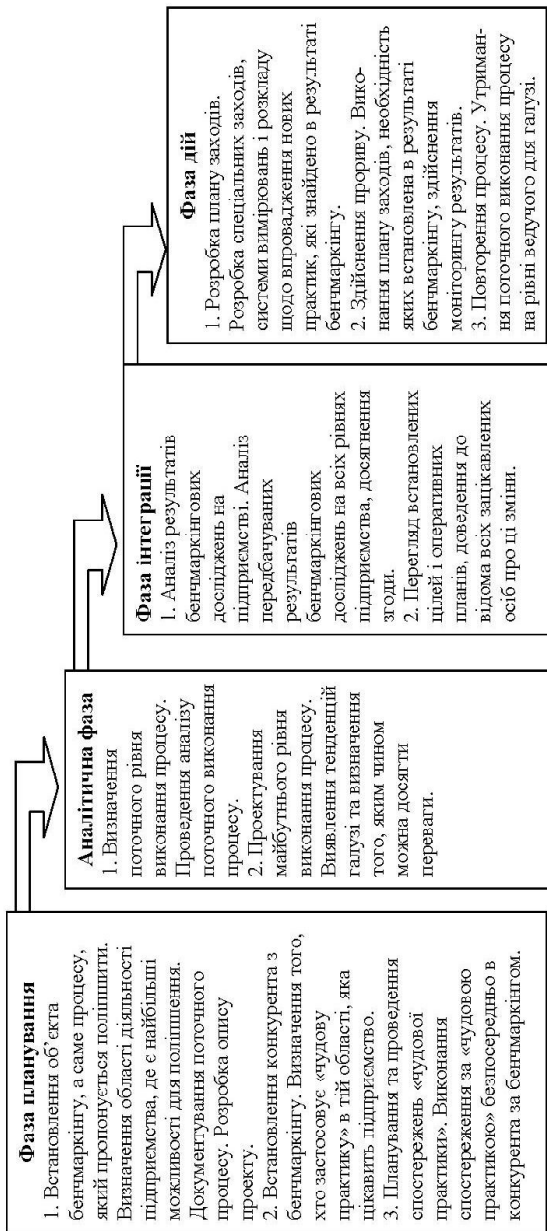 Фаза планування
1. Встановлення об’єкта
бенчмаркінгу, а саме процесу,
який пропонується поліпшити.
Визначення області діяльності
підприємства, де є найбільші
можливості для поліпшення.
Документування поточного
процесу. Розробка опису
проекту.
2. Встановлення конкурента з
бенчмаркінгу. Визначення того,
хто застосовує «чудову
практику» в тій області, яка
цікавить підприємство.
3. Планування та проведення
спостережень «чудової
практики». Виконання
спостереження за «чудовою
практикою» безпосередньо в
конкурента за бенчмаркінгом.
Аналітична фаза
1. Визначення
поточного рівня
виконання процесу.
Проведення аналізу
поточного виконання
процесу.
2. Проектування
майбутнього рівня
виконання процесу.
Виявлення тенденцій
галузі та визначення
того, яким чином
можна досягти
переваги.
Фаза інтеграції
1. Аналіз результатів
бенчмаркінгових
досліджень на
підприємстві. Аналіз
передбачуваних
результатів
бенчмаркінгових
досліджень на всіх рівнях
підприємства, досягнення
згоди.
2. Перегляд встановлених
цілей і оперативних
планів, доведення до
відома всіх зацікавлених
осіб про ці зміни.
Фаза дій
1. Розробка плану заходів.
Розробка спеціальних заходів,
системи вимірювань і розкладу
щодо впровадження нових
практик, які знайдено в результаті
бенчмаркінгу.
2. Здійснення прориву. Вико-
нання плану заходів, необхідність
яких встановлена в результаті
бенчмаркінгу, здійснення
моніторингу результатів.
3. Повторення процесу. Утриман-
ня поточного виконання процесу
на рівні ведучого для галузі.